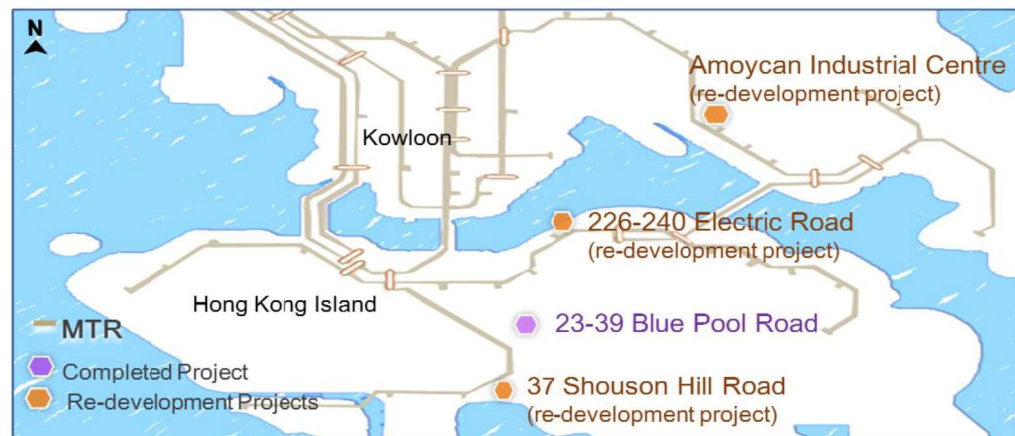 N
Amoycan Industrial Centre
(re-development project)
Kowloon
226-240 Electric Road
(re-development project)
Hong Kong Island
23-39 Blue Pool Road
MTR
Completed Project
37 Shouson Hill Road
(re-development project)
Re-development Projects